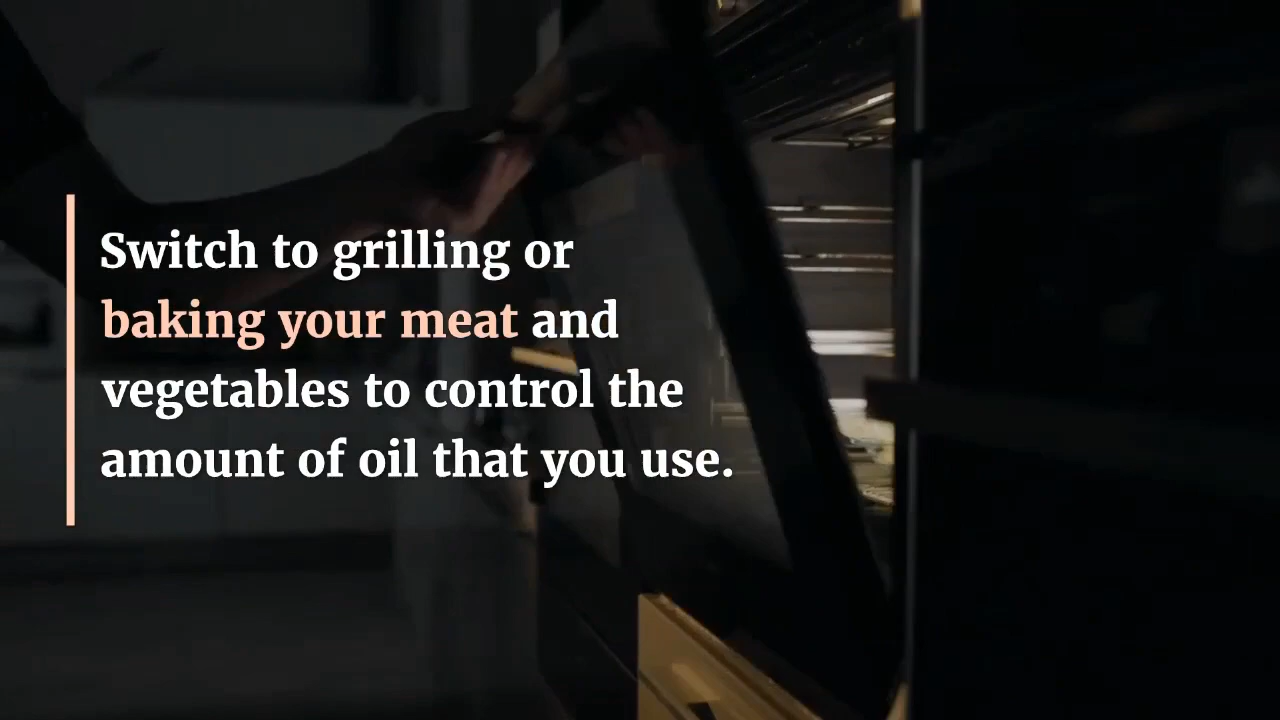 Switch to grilling or
baking your meat and
vegetables to control the
amount of oil that you use.